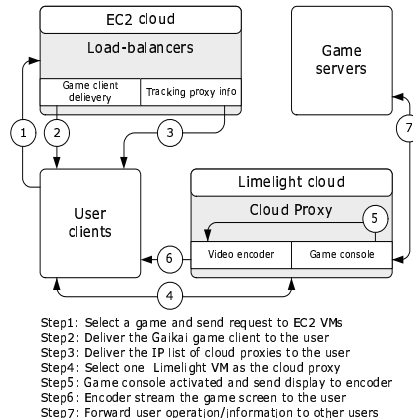 EC2 cloud
Load-balancers
Game client
delievery
Tracking proxy info
Game
servers
1
2
3
7
User
clients
Limelight cloud
Cloud Proxy
5
Video encoder
Game console
6
4
Step1: Select a game and send request to EC2 VMs
Step2: Deliver the Gaikai game client to the user
Step3: Deliver the IP list of cloud proxies to the user
Step4: Select one Limelight VM as the cloud proxy
Step5: Game console activated and send display to encoder
Step6: Encoder stream the game screen to the user
Step7: Forward user operation/information to other users